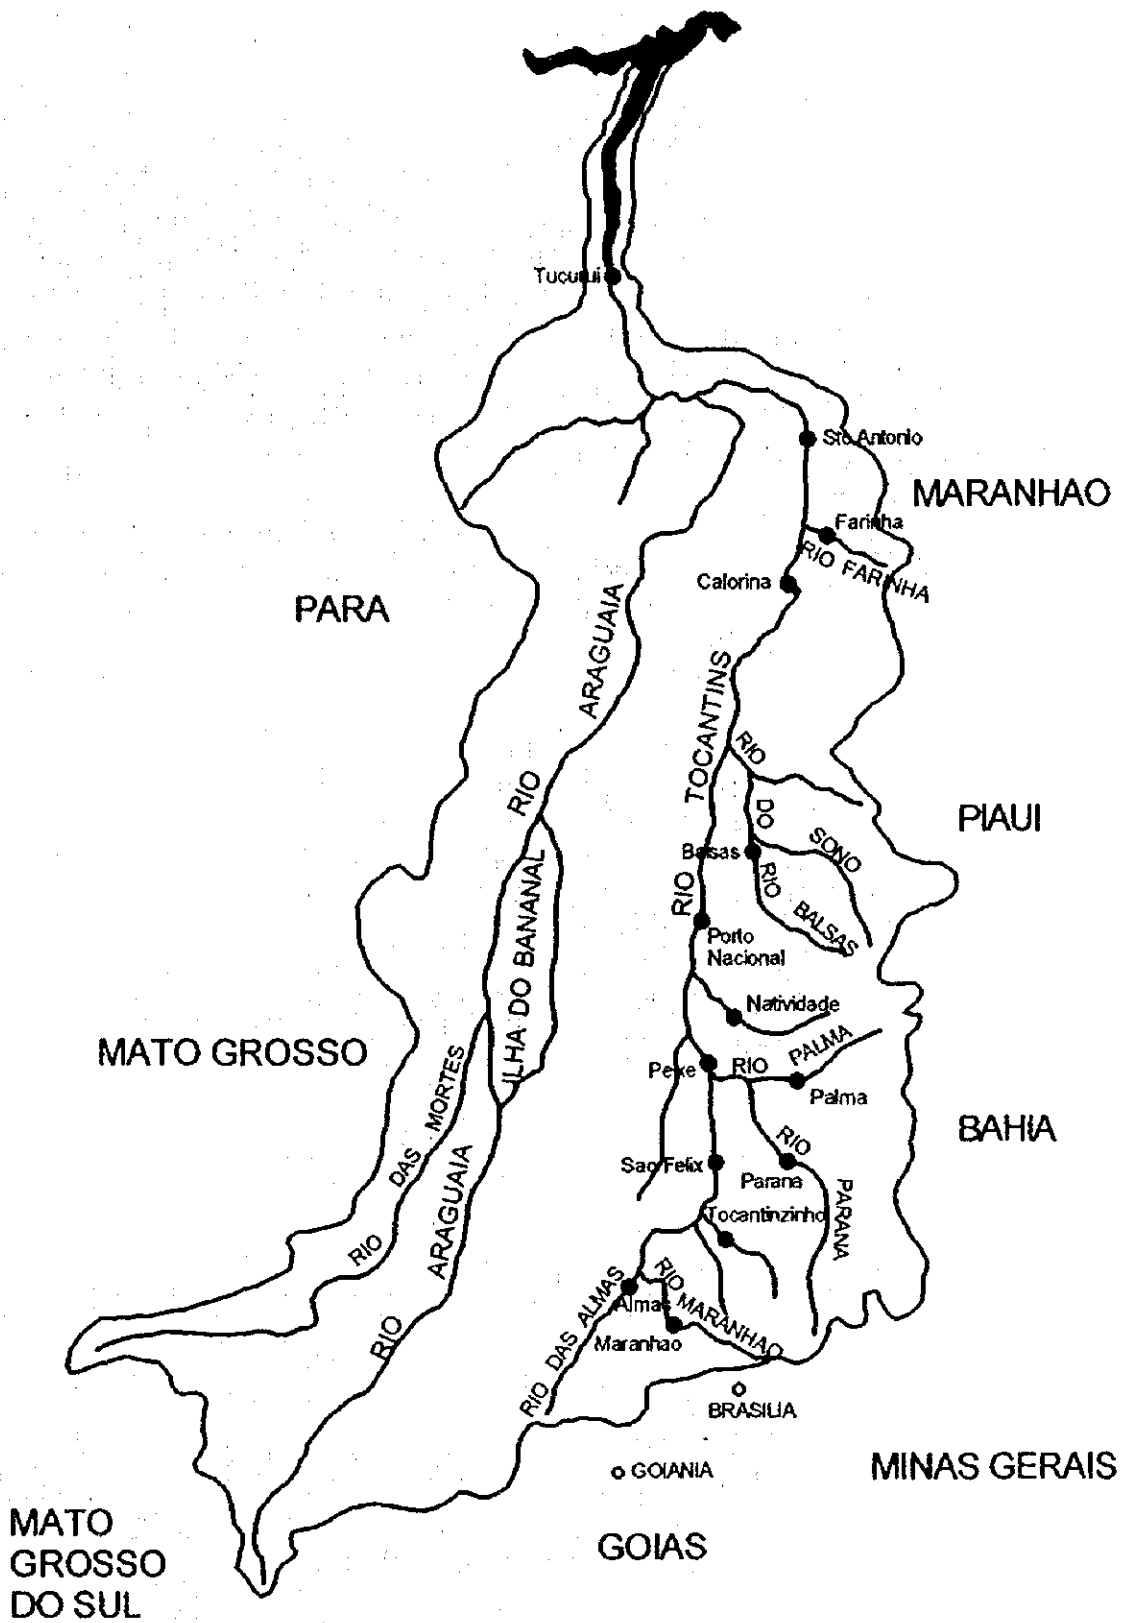 Tucurui
Sto Antonio
MARANHAO
Farinha
RIO FARINHA
Calorina
PARA
ARAGUAIA
RIO
RIO TOCANTINS
RIO
DO
SONO
PIAUI
Balsas
RIO
BALSAS
ILHA DO BANANAL
Porto
Nacional
Natividade
MATO GROSSO
Peixe
RIO PALMA
Palma
BAHIA
RIO DAS MORTES
RIO ARAGUAIA
Sao Felix
RIO
Parana
PARANA
Tocantinzinho
RIO MARANHAO
Almas
Maranhao
RIO DAS ALMAS
BRASILIA
GOIANIA
MINAS GERAIS
MATO
GROSSO
DO SUL
GOIAS